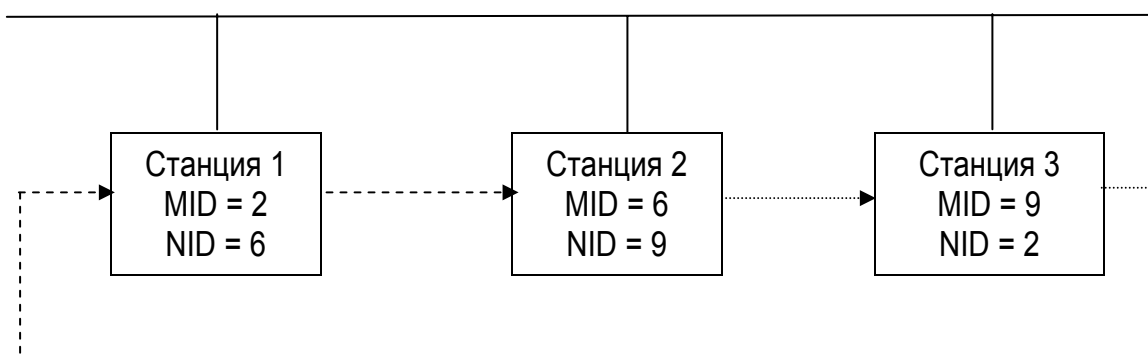 Станция 1
MID = 2
NID = 6
Станция 2
MID = 6
NID = 9
Станция 3
MID = 9
NID = 2